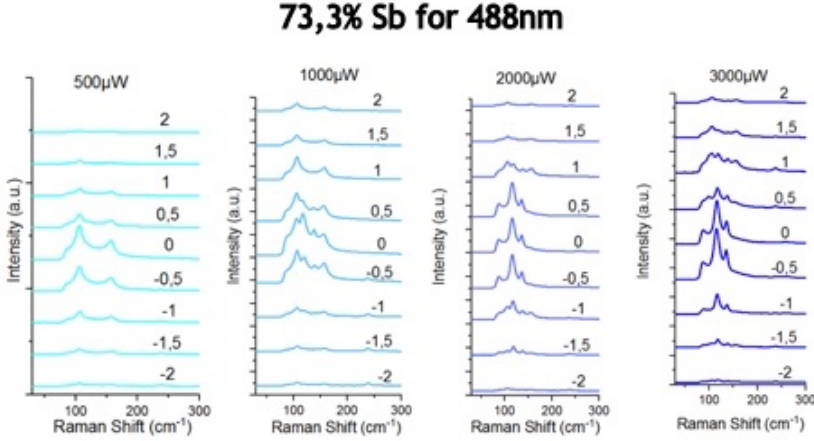 73,3% Sb for 488nm
500µW
2
1,5
1
0,5
0
-0,5
-1
-1,5
-2
Intensity (a.u.)
100 200 300
Raman Shift (cm⁻¹)
1000µW
2
1,5
1
0,5
0
-0,5
-1
-1,5
-2
Intensity (a.u.)
100 200 300
Raman Shift (cm⁻¹)
2000µW
2
1,5
1
0,5
0
-0,5
-1
-1,5
-2
Intensity (a.u.)
100 200 300
Raman Shift (cm⁻¹)
3000µW
2
1,5
1
0,5
0
-0,5
-1
-1,5
-2
Intensity (a.u.)
100 200 300
Raman Shift (cm⁻¹)